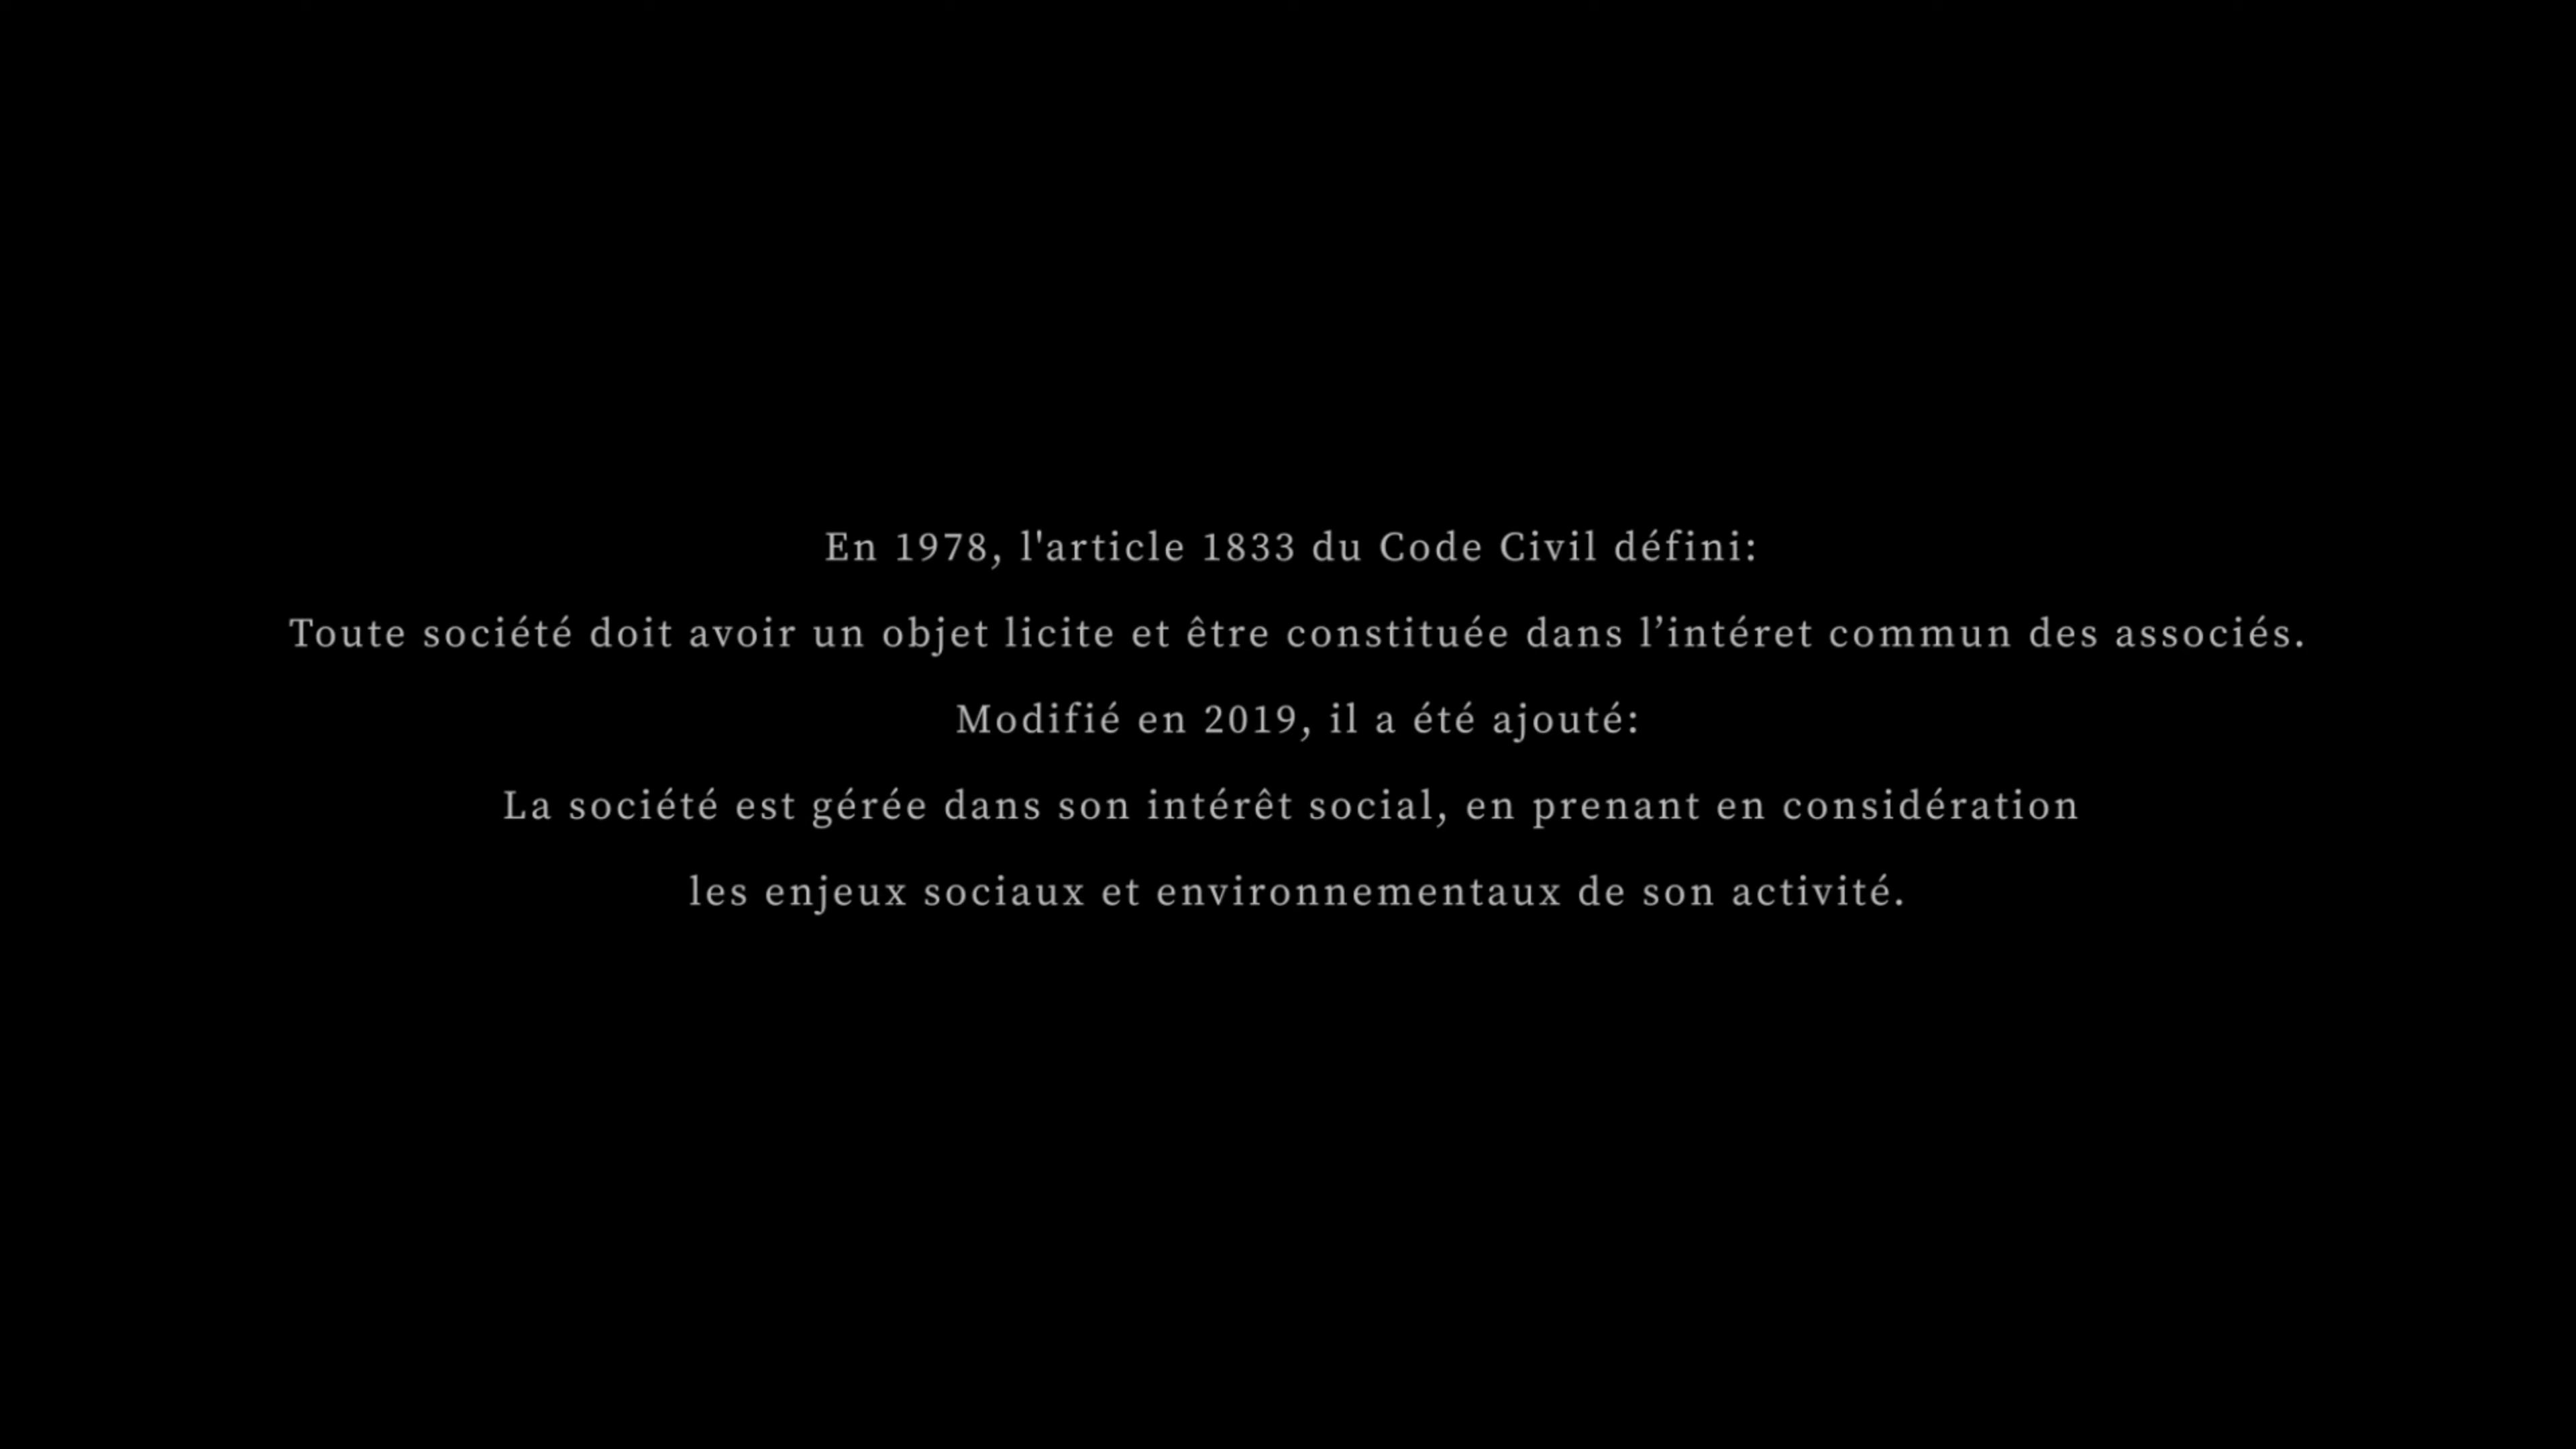 En 1978, l'article 1833 du Code Civil défini:
Toute société doit avoir un objet licite et être constituée dans l’intéret commun des associés.
Modifié en 2019, il a été ajouté:
La société est gérée dans son intérêt social, en prenant en considération
les enjeux sociaux et environnementaux de son activité.